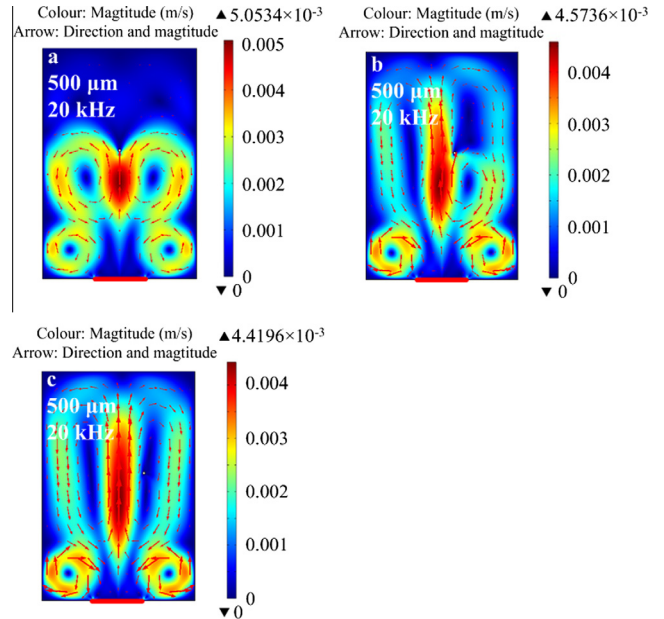 Colour: Magtitude (m/s)
Arrow: Direction and magtitude
▲ 5.0534×10⁻³
a
500 µm
20 kHz
0.005
0.004
0.003
0.002
0.001
0
▼ 0
Colour: Magtitude (m/s)
Arrow: Direction and magtitude
▲ 4.5736×10⁻³
b
500 µm
20 kHz
0.004
0.003
0.002
0.001
0
▼ 0
Colour: Magtitude (m/s)
Arrow: Direction and magtitude
▲ 4.4196×10⁻³
c
500 µm
20 kHz
0.004
0.003
0.002
0.001
0
▼ 0